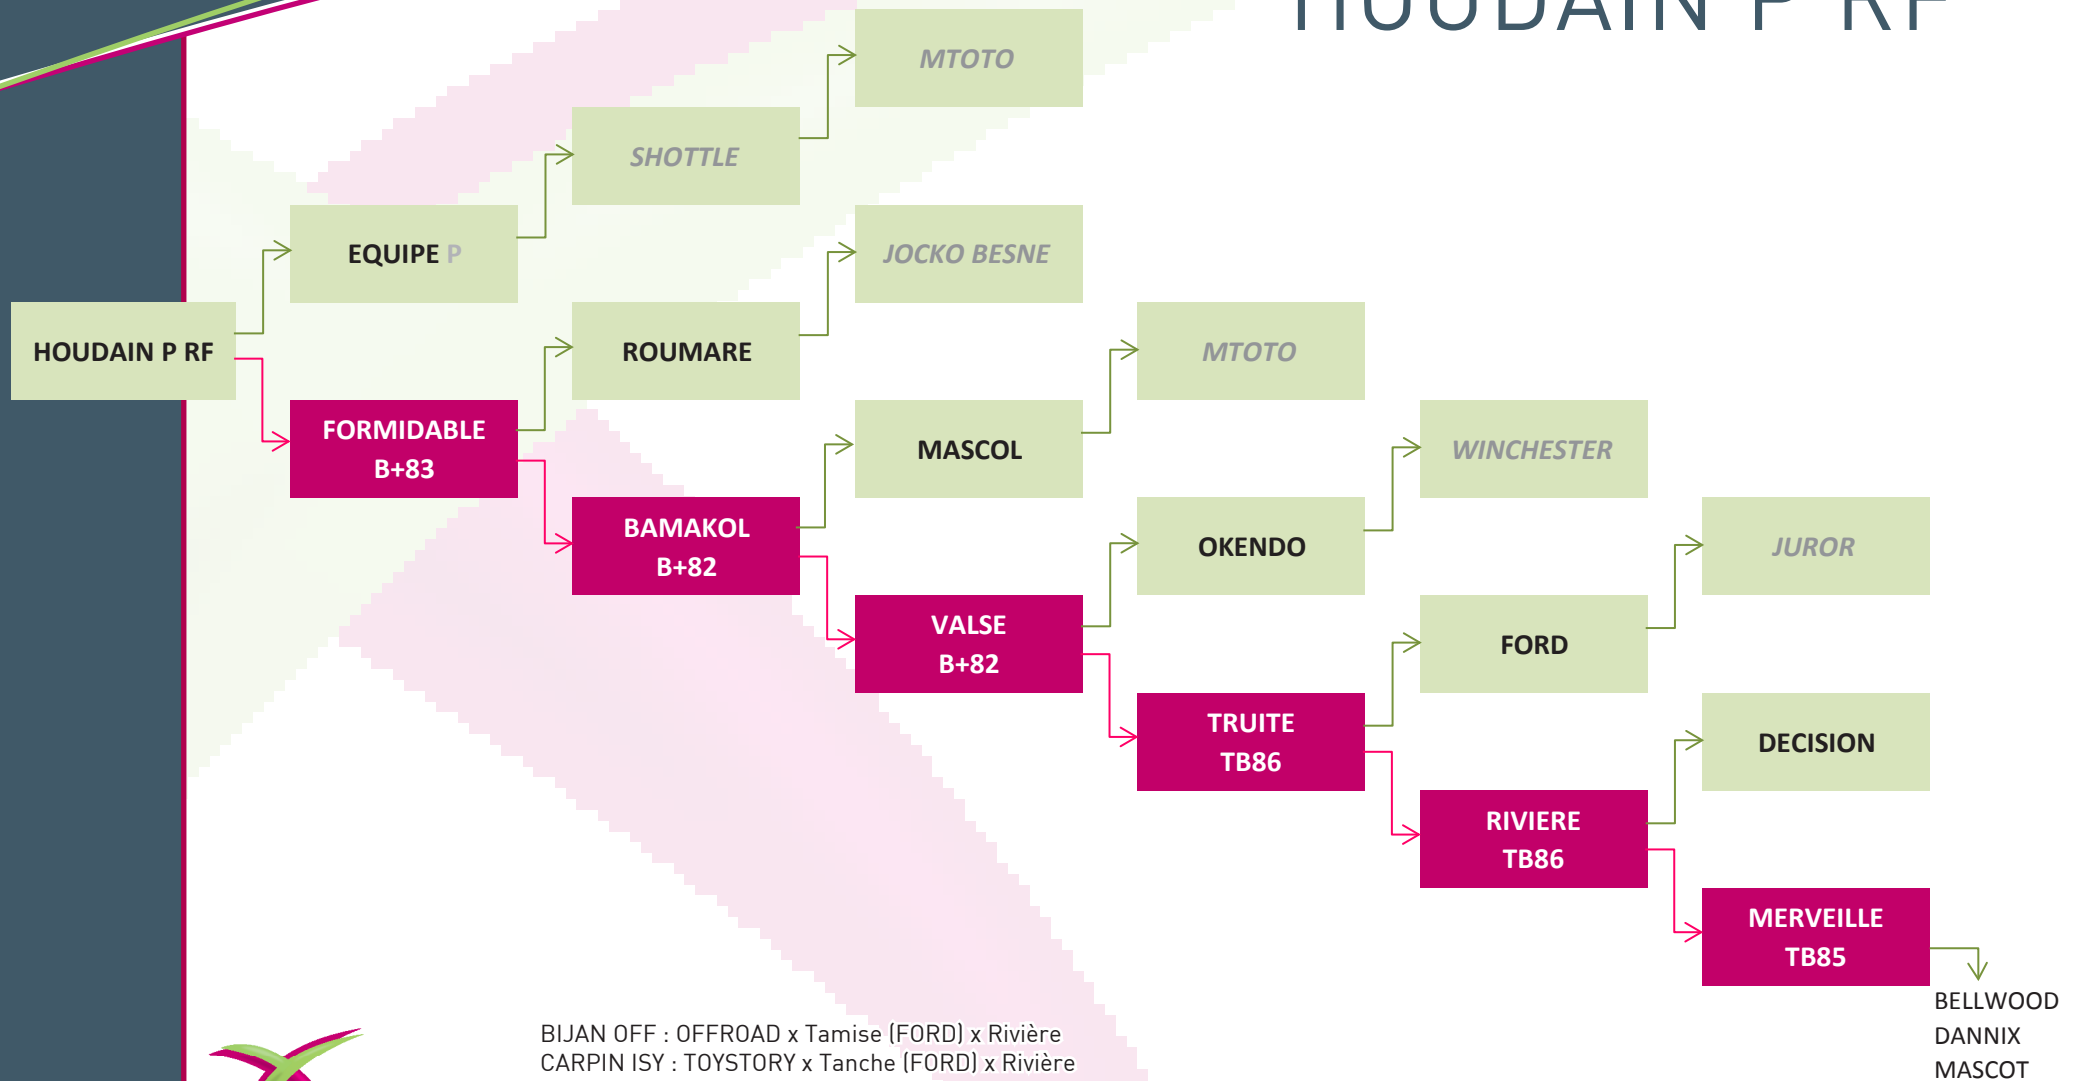 HOUDAIN P RF
MTOTO
SHOTTLE
EQUIPE P
JOCKO BESNE
HOUDAIN P RF
ROUMARE
MTOTO
FORMIDABLE
B+83
MASCOL
WINCHESTER
BAMAKOL
B+82
OKENDO
JUROR
VALSE
B+82
FORD
TRUITE
TB86
DECISION
RIVIERE
TB86
MERVEILLE
TB85
BELLWOOD
DANNIX
MASCOT
BIJAN OFF : OFFROAD x Tamise (FORD) x Rivière
CARPIN ISY : TOYSTORY x Tanche (FORD) x Rivière